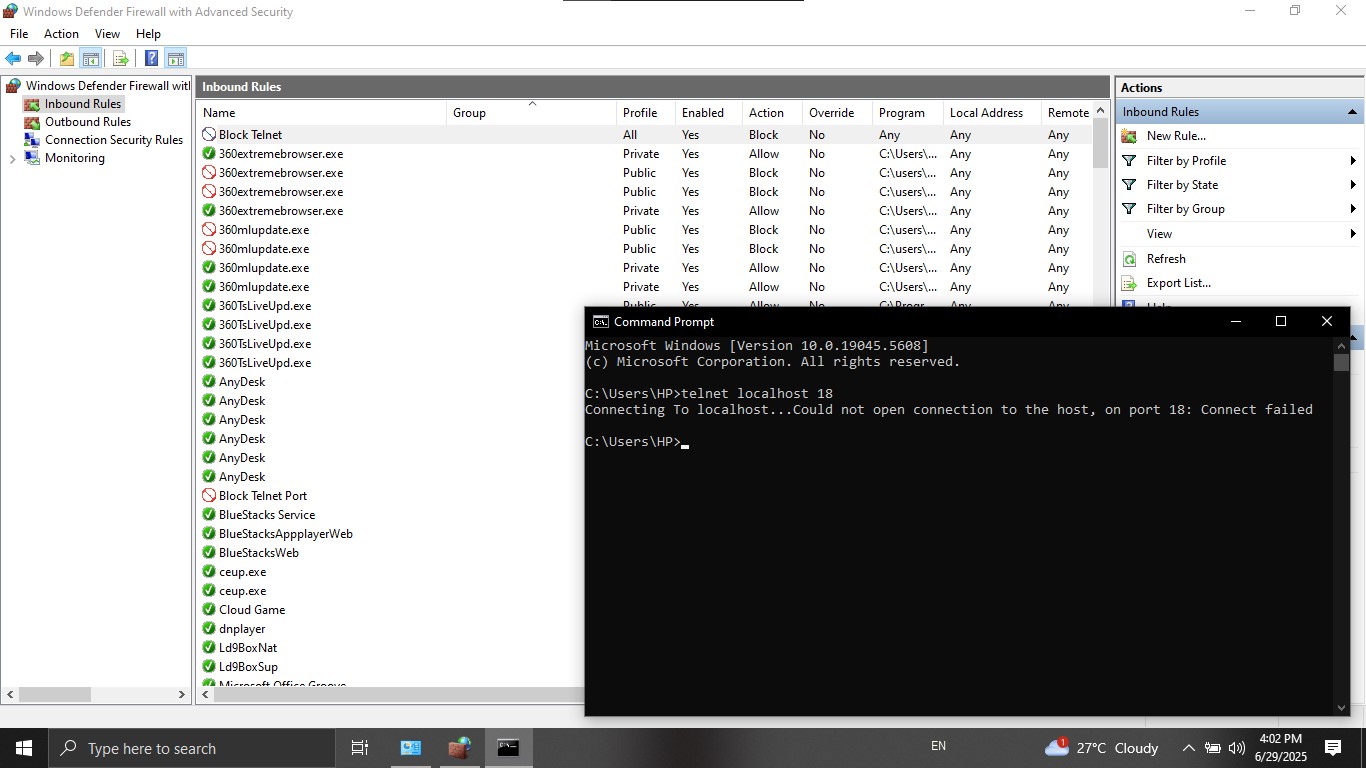 Windows Defender Firewall with Advanced Security
File Action View Help
Windows Defender Firewall wit
Inbound Rules
Outbound Rules
Connection Security Rules
Monitoring
Inbound Rules
Name Group Profile Enabled Action Override Program Local Address Remote
Block Telnet All Yes Block No Any Any Any
360extremebrowser.exe Private Yes Allow No C:\Users\... Any Any
360extremebrowser.exe Public Yes Block No C:\users\... Any Any
360extremebrowser.exe Public Yes Block No C:\users\... Any Any
360extremebrowser.exe Private Yes Allow No C:\Users\... Any Any
360mlupdate.exe Public Yes Block No C:\users\... Any Any
360mlupdate.exe Public Yes Block No C:\users\... Any Any
360mlupdate.exe Private Yes Allow No C:\Users\... Any Any
360mlupdate.exe Private Yes Allow No C:\Users\... Any Any
360TsLiveUpd.exe Public Yes Allow No C:\Progr... Any Any
360TsLiveUpd.exe
360TsLiveUpd.exe
360TsLiveUpd.exe
AnyDesk
AnyDesk
AnyDesk
AnyDesk
AnyDesk
AnyDesk
Block Telnet Port
BlueStacks Service
BlueStacksAppplayerWeb
BlueStacksWeb
ceup.exe
ceup.exe
Cloud Game
dnplayer
Ld9BoxNat
Ld9BoxSup
Microsoft Office Groove
Actions
Inbound Rules
New Rule...
Filter by Profile
Filter by State
Filter by Group
View
Refresh
Export List...
Help
Command Prompt
Microsoft Windows [Version 10.0.19045.5608]
(c) Microsoft Corporation. All rights reserved.
C:\Users\HP>telnet localhost 18
Connecting To localhost...Could not open connection to the host, on port 18: Connect failed
C:\Users\HP>
Type here to search
EN
1
27°C Cloudy
4:02 PM
6/29/2025